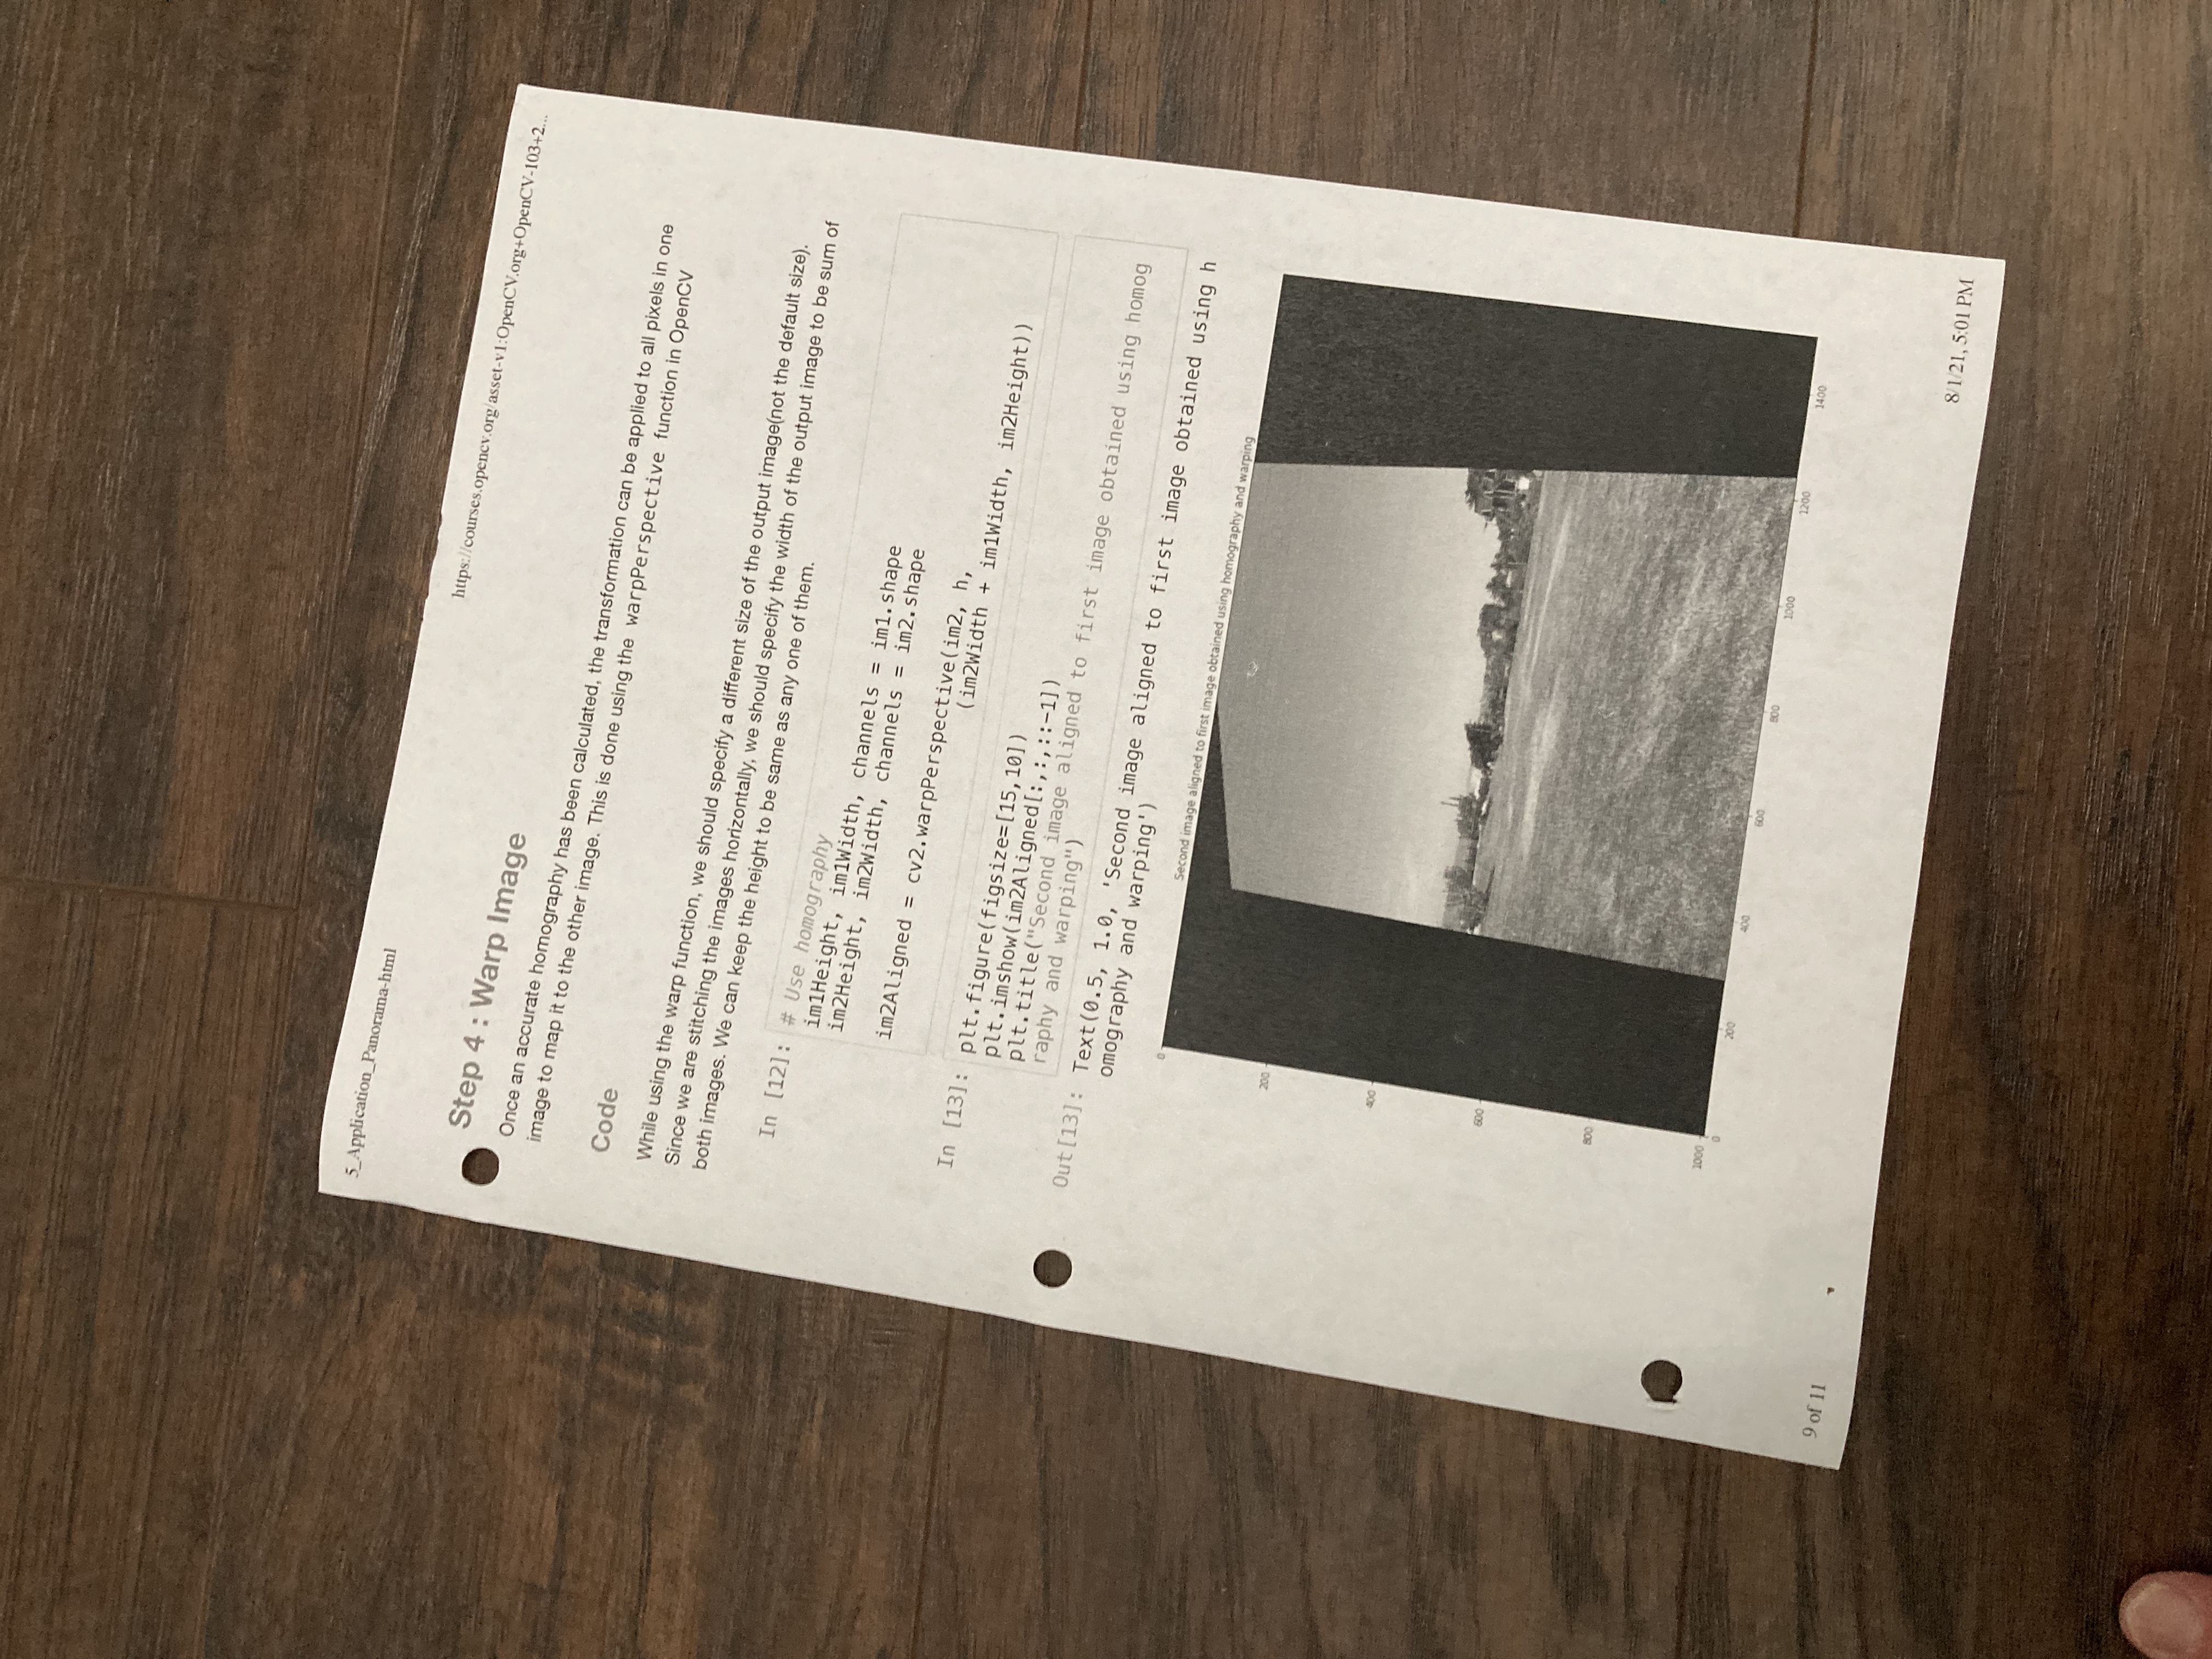 5_Application_Panorama-html
https://courses.opencv.org/asset-v1:OpenCV.org+OpenCV-103+2...
Step 4 : Warp Image
Once an accurate homography has been calculated, the transformation can be applied to all pixels in one
image to map it to the other image. This is done using the warpPerspective function in OpenCV
Code
While using the warp function, we should specify a different size of the output image(not the default size).
Since we are stitching the images horizontally, we should specify the width of the output image to be sum of
both images. We can keep the height to be same as any one of them.
In [12]: # Use homography
im1Height, im1Width, channels = im1.shape
im2Height, im2Width, channels = im2.shape
im2Aligned = cv2.warpPerspective(im2, h,
(im2Width + im1Width, im2Height))
In [13]: plt.figure(figsize=[15,10])
plt.imshow(im2Aligned[:,:,::-1])
plt.title("Second image aligned to first image obtained using homog
raphy and warping")
Out[13]: Text(0.5, 1.0, 'Second image aligned to first image obtained using h
omography and warping')
Second image aligned to first image obtained using homography and warping
0
200
400
600
800
1000
0 200 400 600 800 1000 1200 1400
9 of 11
8/1/21, 5:01 PM